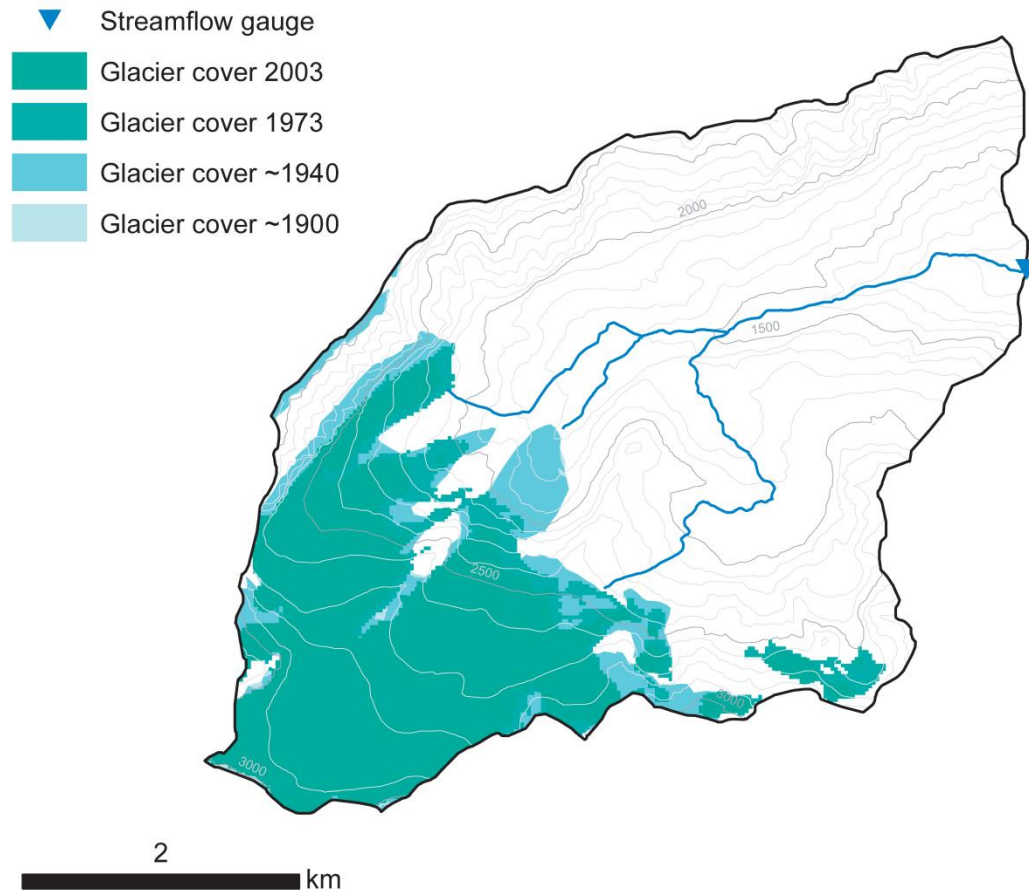 Streamflow gauge
Glacier cover 2003
Glacier cover 1973
Glacier cover ~1940
Glacier cover ~1900
2000
1500
2500
3000
3000
2
km